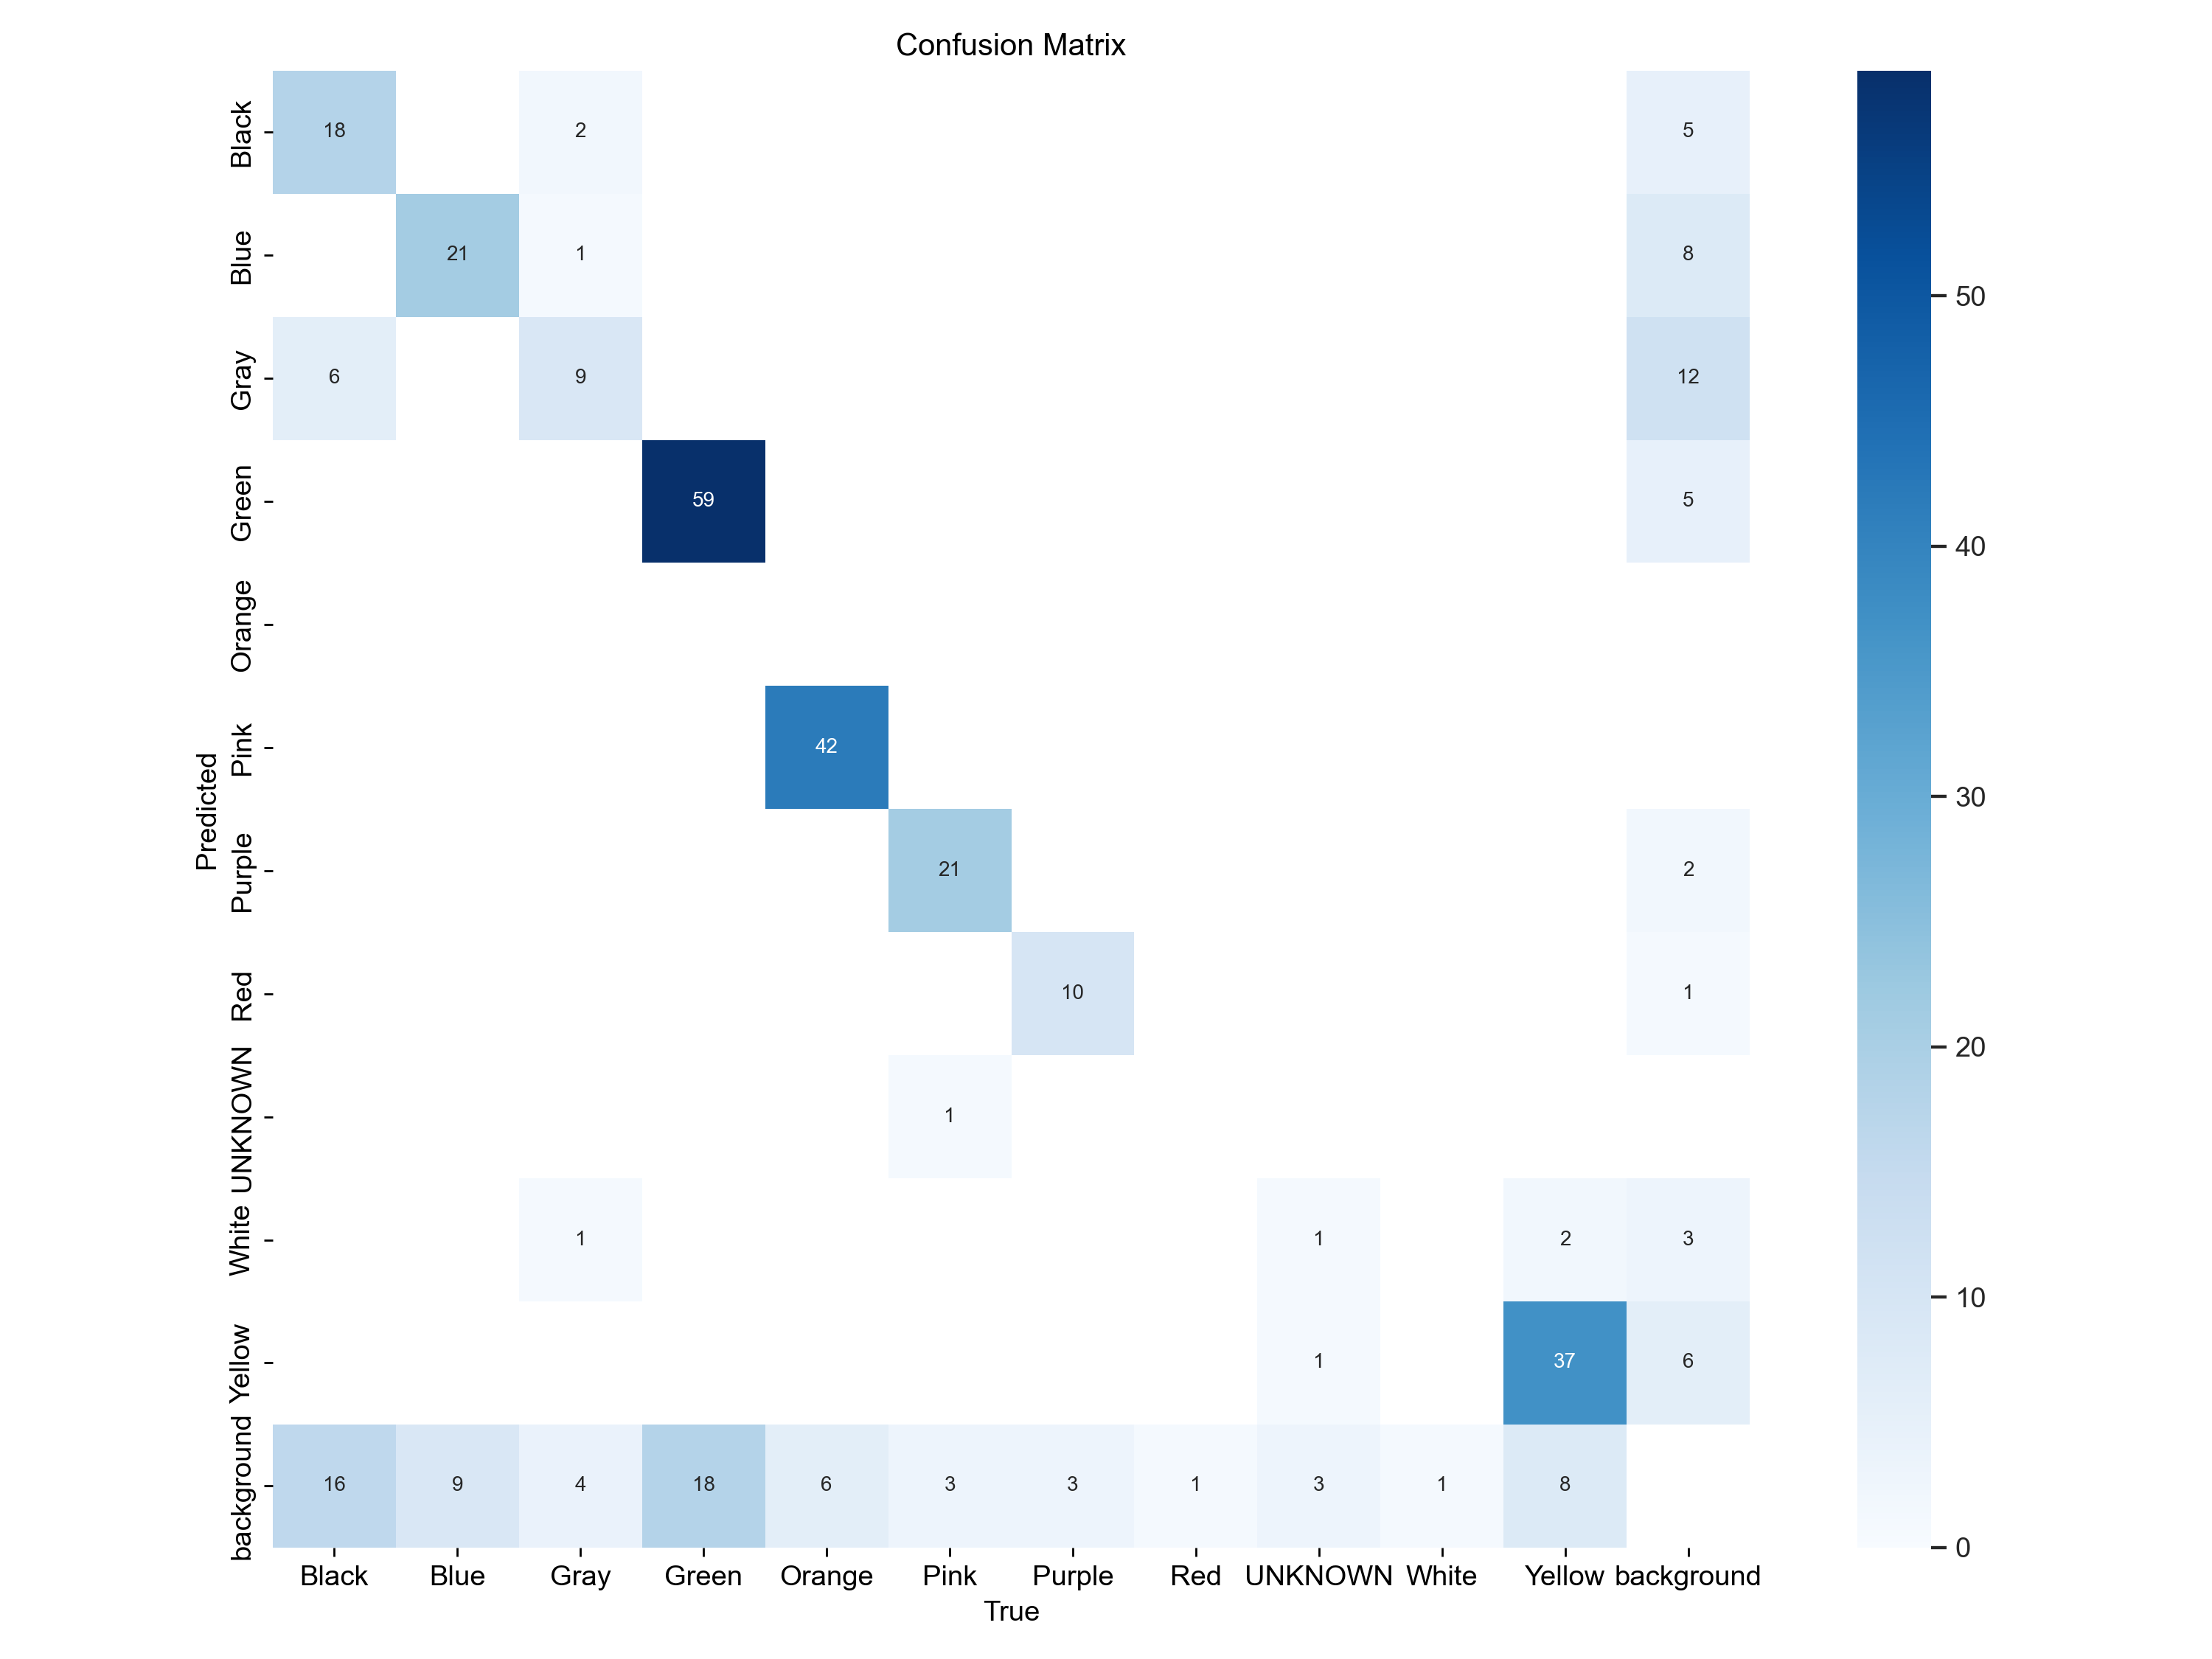 Confusion Matrix
Predicted
Black 18 2 5
Blue 21 1 8
Gray 6 9 12
Green 59 5
Orange
Pink 42
Purple 21 2
Red 10 1
UNKNOWN 1
White 1 1 2 3
Yellow 1 37 6
background 16 9 4 18 6 3 3 1 3 1 8
Black Blue Gray Green Orange Pink Purple Red UNKNOWN White Yellow background
True
50
40
30
20
10
0